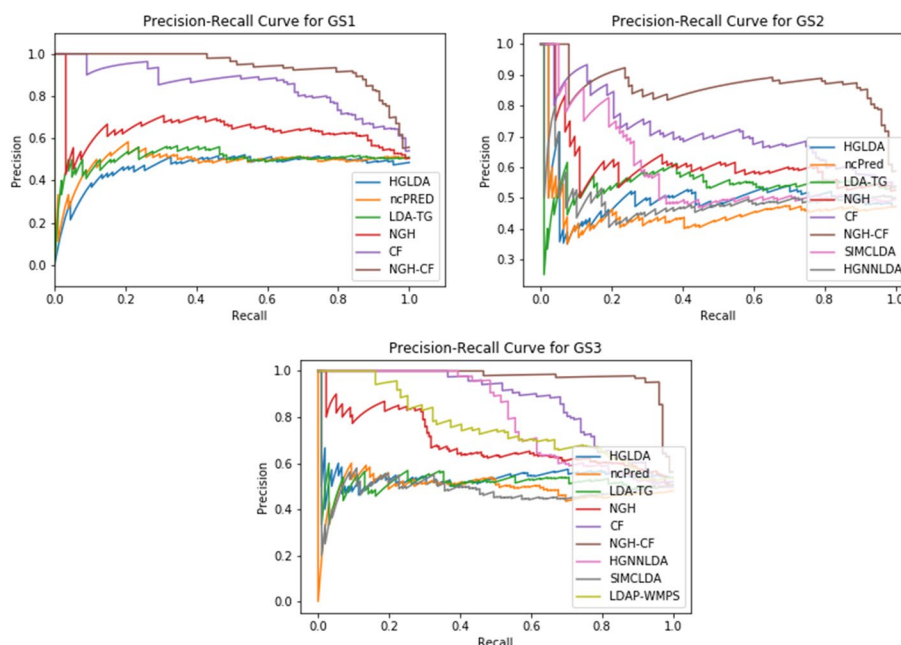 Precision-Recall Curve for GS1
Precision
1.0
0.8
0.6
0.4
0.2
0.0
HGLDA
ncPRED
LDA-TG
NGH
CF
NGH-CF
0.0 0.2 0.4 0.6 0.8 1.0
Recall
Precision-Recall Curve for GS2
Precision
1.0
0.9
0.8
0.7
0.6
0.5
0.4
0.3
HGLDA
ncPred
LDA-TG
NGH
CF
NGH-CF
SIMCLDA
HGNNLDA
0.0 0.2 0.4 0.6 0.8 1.0
Recall
Precision-Recall Curve for GS3
Precision
1.0
0.8
0.6
0.4
0.2
0.0
HGLDA
ncPred
LDA-TG
NGH
CF
NGH-CF
HGNNLDA
SIMCLDA
LDAP-WMPS
0.0 0.2 0.4 0.6 0.8 1.0
Recall